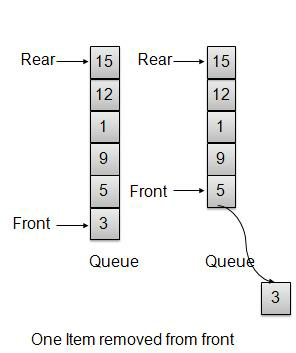 Rear 15 Rear 15
12 12
1 1
9 9
5 Front 5
Front 3
Queue Queue
3
One Item removed from front